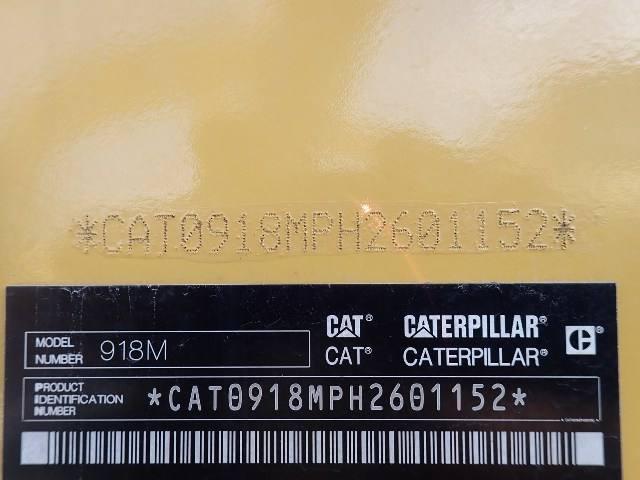 *CAT0918MPH2601152*
CAT® CATERPILLAR® C®
MODEL NUMBER 918M CAT® CATERPILLAR®
PRODUCT
IDENTIFICATION *CAT0918MPH2601152*
NUMBER